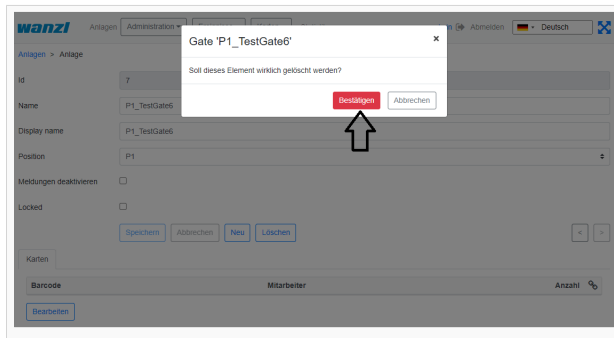 wanzl Anlagen Administration Abmelden Deutsch
Gate 'P1_TestGate6' ×
Anlagen > Anlage
Soll dieses Element wirklich gelöscht werden?
Id 7
Bestätigen Abbrechen
Name P1_TestGate6
Display name P1_TestGate6
Position P1
Meldungen deaktivieren
Locked
Speichern Abbrechen Neu Löschen < >
Karten
Barcode Mitarbeiter Anzahl
Bearbeiten